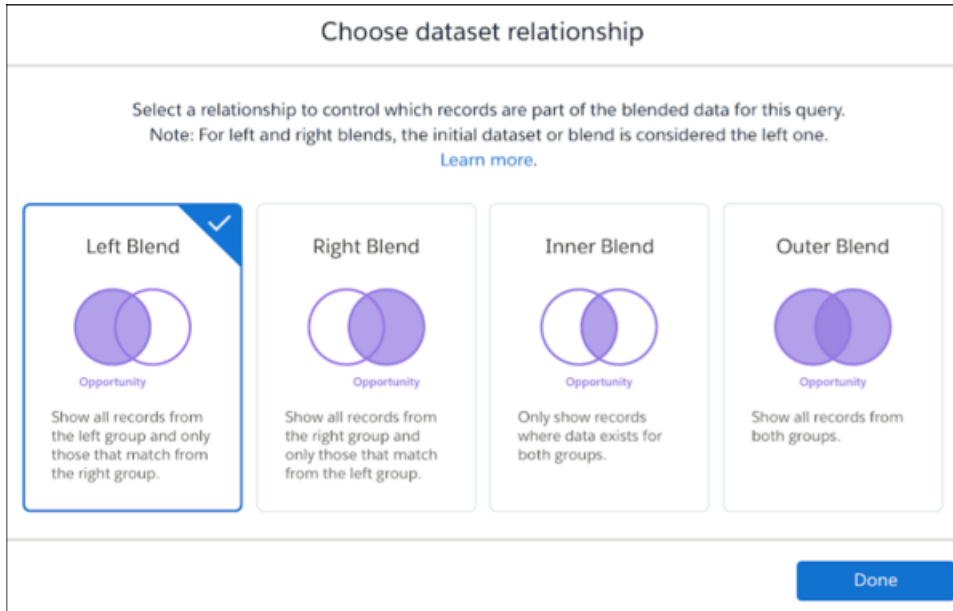 Choose dataset relationship
Select a relationship to control which records are part of the blended data for this query.
Note: For left and right blends, the initial dataset or blend is considered the left one.
Learn more.
Left Blend
Opportunity
Show all records from
the left group and only
those that match from
the right group.
Right Blend
Opportunity
Show all records from
the right group and
only those that match
from the left group.
Inner Blend
Opportunity
Only show records
where data exists for
both groups.
Outer Blend
Opportunity
Show all records from
both groups.
Done